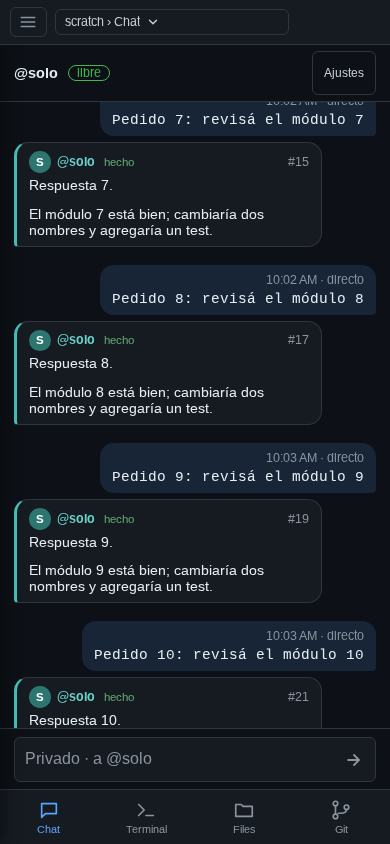 scratch › Chat
@solo libre
Ajustes
10:02 AM · directo
Pedido 7: revisá el módulo 7
S @solo hecho #15
Respuesta 7.
El módulo 7 está bien; cambiaría dos
nombres y agregaría un test.
10:02 AM · directo
Pedido 8: revisá el módulo 8
S @solo hecho #17
Respuesta 8.
El módulo 8 está bien; cambiaría dos
nombres y agregaría un test.
10:03 AM · directo
Pedido 9: revisá el módulo 9
S @solo hecho #19
Respuesta 9.
El módulo 9 está bien; cambiaría dos
nombres y agregaría un test.
10:03 AM · directo
Pedido 10: revisá el módulo 10
S @solo hecho #21
Respuesta 10.
Privado · a @solo
Chat Terminal Files Git